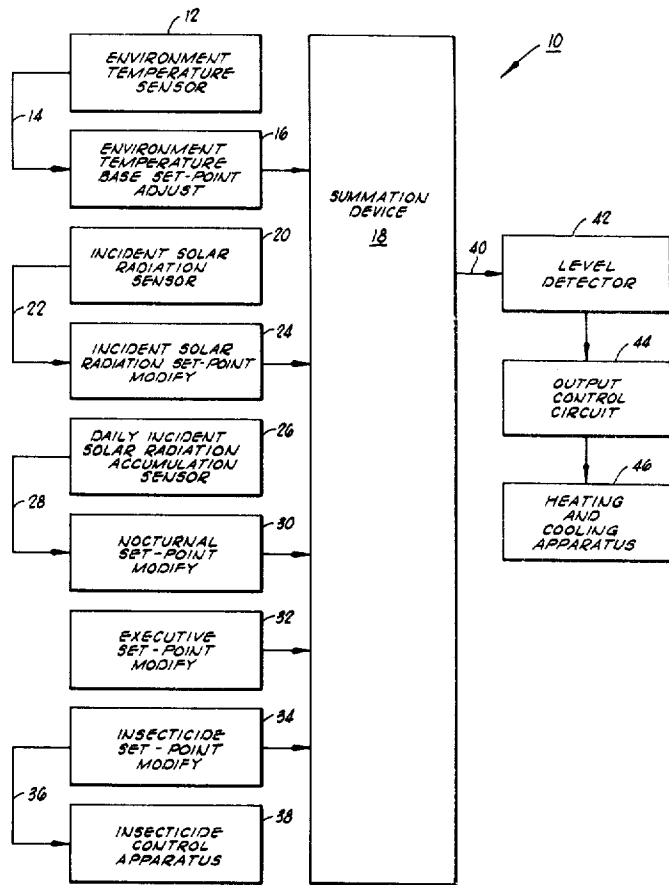 12
10
ENVIRONMENT
TEMPERATURE
SENSOR
14
16
ENVIRONMENT
TEMPERATURE
BASE SET-POINT
ADJUST
SUMMATION
DEVICE
18
20
INCIDENT SOLAR
RADIATION
SENSOR
22
24
INCIDENT SOLAR
RADIATION SET-POINT
MODIFY
40
42
LEVEL
DETECTOR
44
OUTPUT
CONTROL
CIRCUIT
46
HEATING
AND
COOLING
APPARATUS
26
DAILY INCIDENT
SOLAR RADIATION
ACCUMULATION
SENSOR
28
30
NOCTURNAL
SET-POINT
MODIFY
32
EXECUTIVE
SET-POINT
MODIFY
34
INSECTICIDE
SET-POINT
MODIFY
36
38
INSECTICIDE
CONTROL
APPARATUS